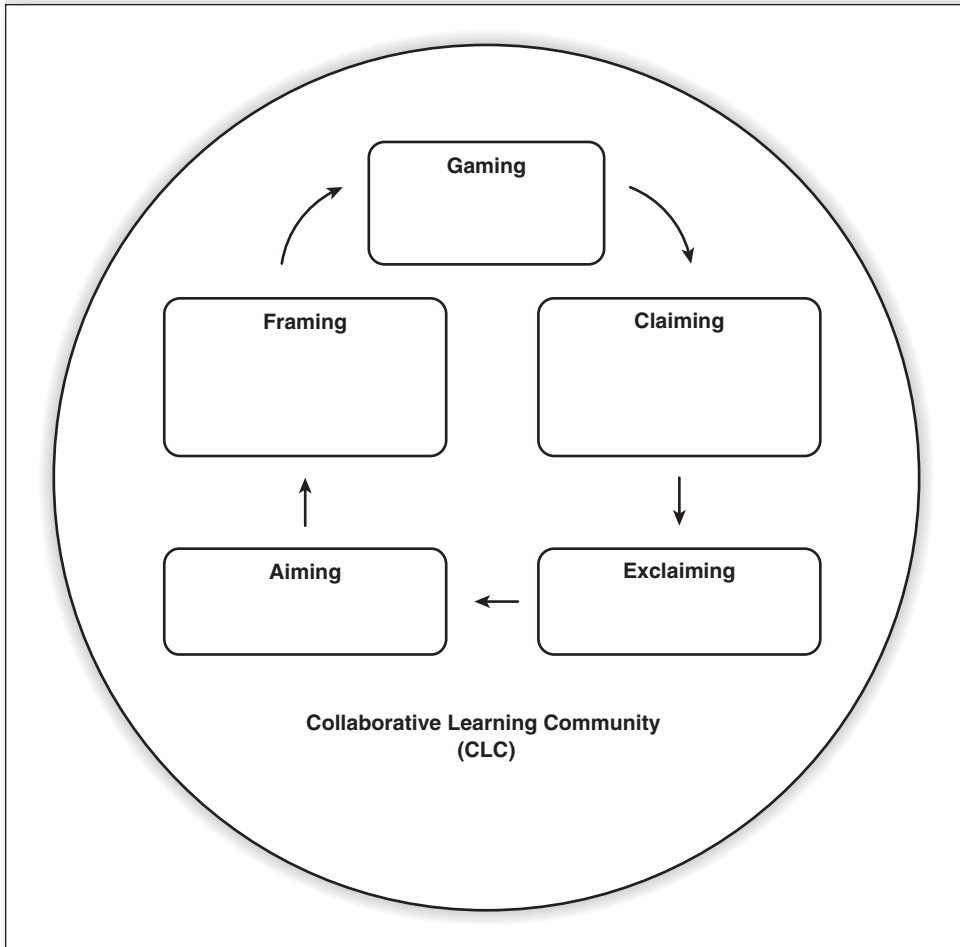 Gaming
Framing
Claiming
Aiming
Exclaiming
Collaborative Learning Community
(CLC)